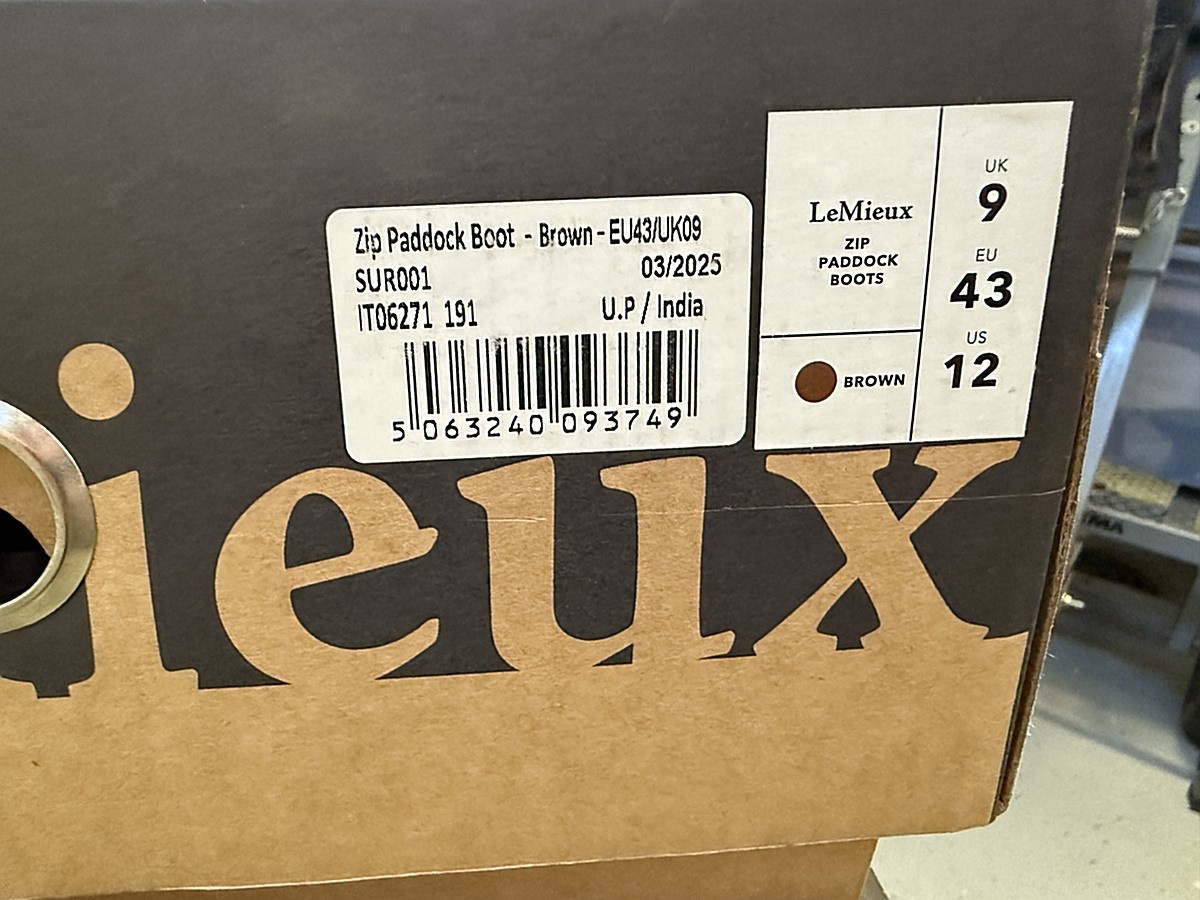 Zip Paddock Boot - Brown - EU43/UK09
SUR001 03/2025
IT06271 191 U.P / India
5 063240 093749
LeMieux
ZIP
PADDOCK
BOOTS
BROWN
UK
9
EU
43
US
12
ieux